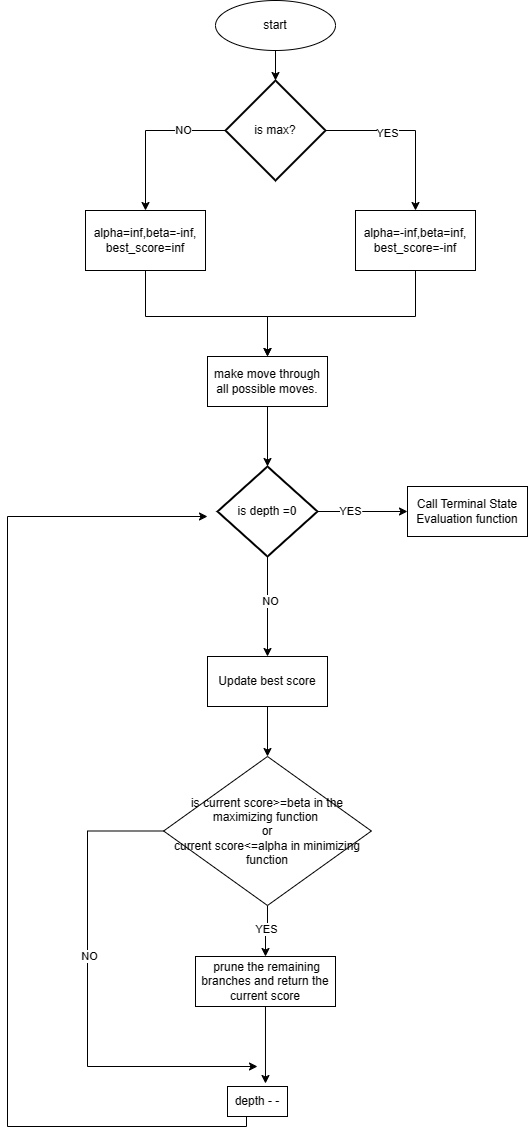 start
is max?
NO
YES
alpha=inf,beta=-inf,
best_score=inf
alpha=-inf,beta=inf,
best_score=-inf
make move through
all possible moves.
is depth =0
YES
Call Terminal State
Evaluation function
NO
Update best score
is current score>=beta in the
maximizing function
or
current score<=alpha in minimizing
function
YES
NO
prune the remaining
branches and return the
current score
depth - -